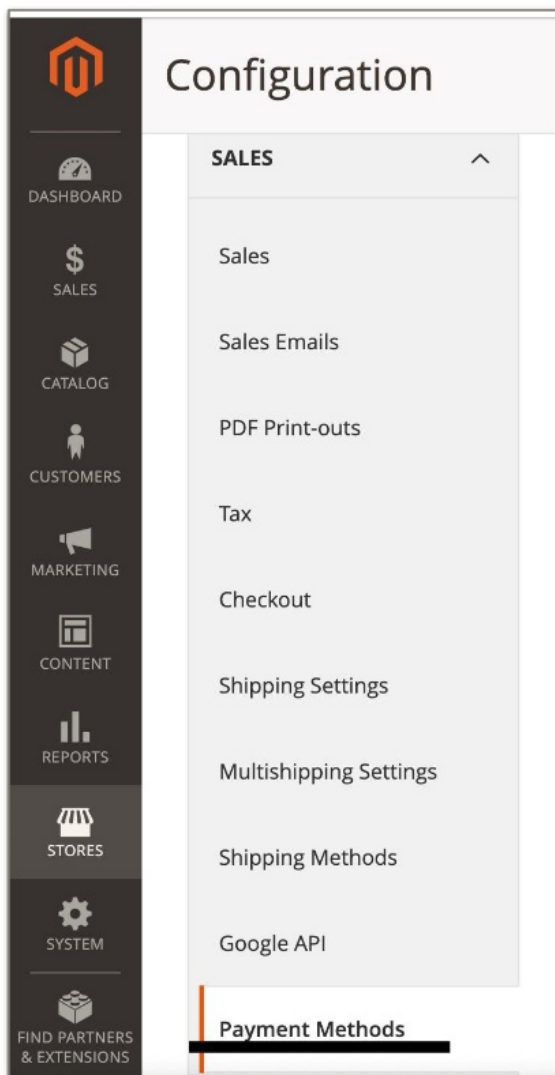 Configuration
DASHBOARD
SALES
CATALOG
CUSTOMERS
MARKETING
CONTENT
REPORTS
STORES
SYSTEM
FIND PARTNERS
& EXTENSIONS
SALES
Sales
Sales Emails
PDF Print-outs
Tax
Checkout
Shipping Settings
Multishipping Settings
Shipping Methods
Google API
Payment Methods